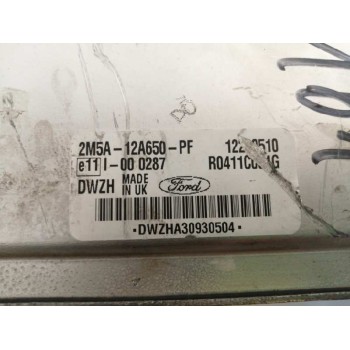 2M5A-12A650-PF
e11 I-00 0287
DWZH MADE IN UK Ford
·DWZHA30930504·